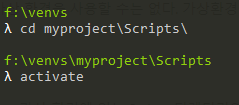 f:\venvs
λ cd myproject\Scripts\
f:\venvs\myproject\Scripts
λ activate